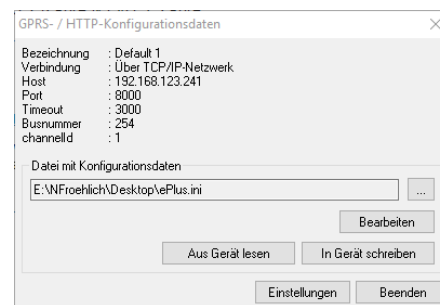 GPRS- / HTTP-Konfigurationsdaten
Bezeichnung : Default 1
Verbindung : Über TCP/IP-Netzwerk
Host : 192.168.123.241
Port : 8000
Timeout : 3000
Busnummer : 254
channelId : 1
Datei mit Konfigurationsdaten
E:\NFroehlich\Desktop\ePlus.ini
...
Bearbeiten
Aus Gerät lesen In Gerät schreiben
Einstellungen Beenden